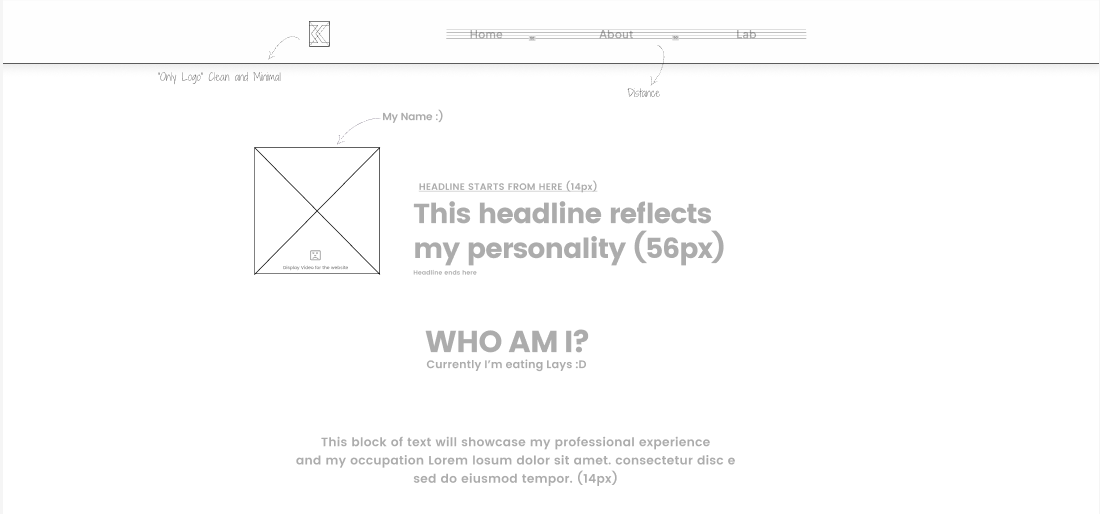 Home About Lab
"Only Logo" Clean and Minimal
Distance
My Name :)
HEADLINE STARTS FROM HERE (14px)
This headline reflects
my personality (56px)
Display Video for the website
Headline ends here
WHO AM I?
Currently I'm eating Lays :D
This block of text will showcase my professional experience
and my occupation Lorem Iosum dolor sit amet. consectetur disc e
sed do eiusmod tempor. (14px)